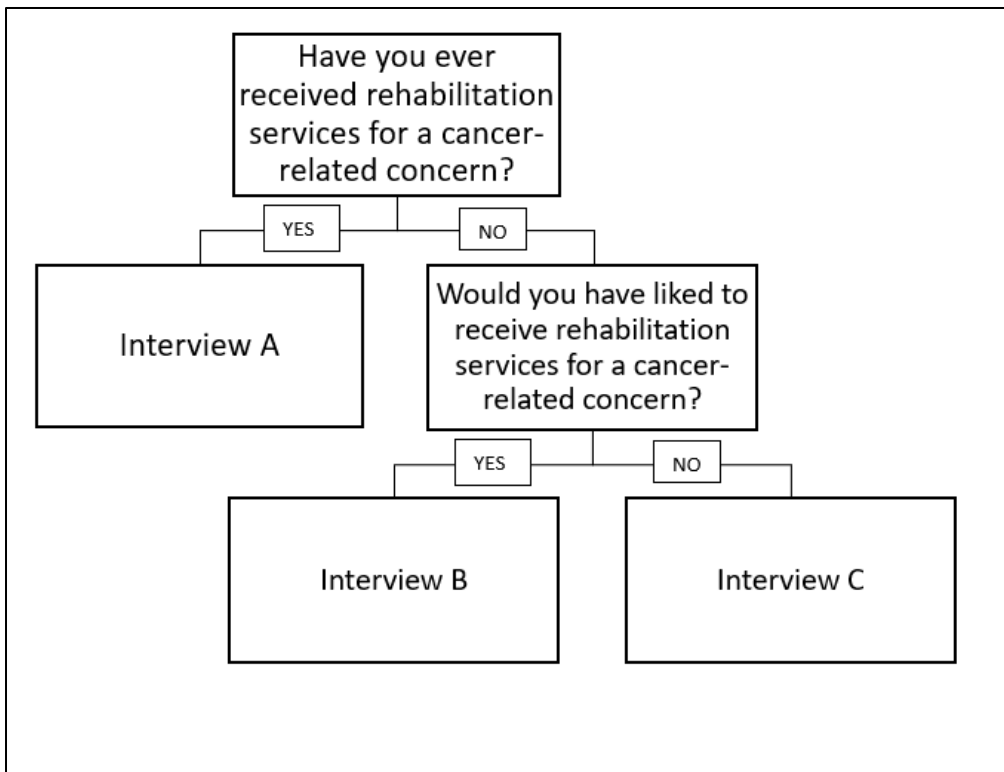 Have you ever
received rehabilitation
services for a cancer-
related concern?
YES
NO
Interview A
Would you have liked to
receive rehabilitation
services for a cancer-
related concern?
YES
NO
Interview B
Interview C